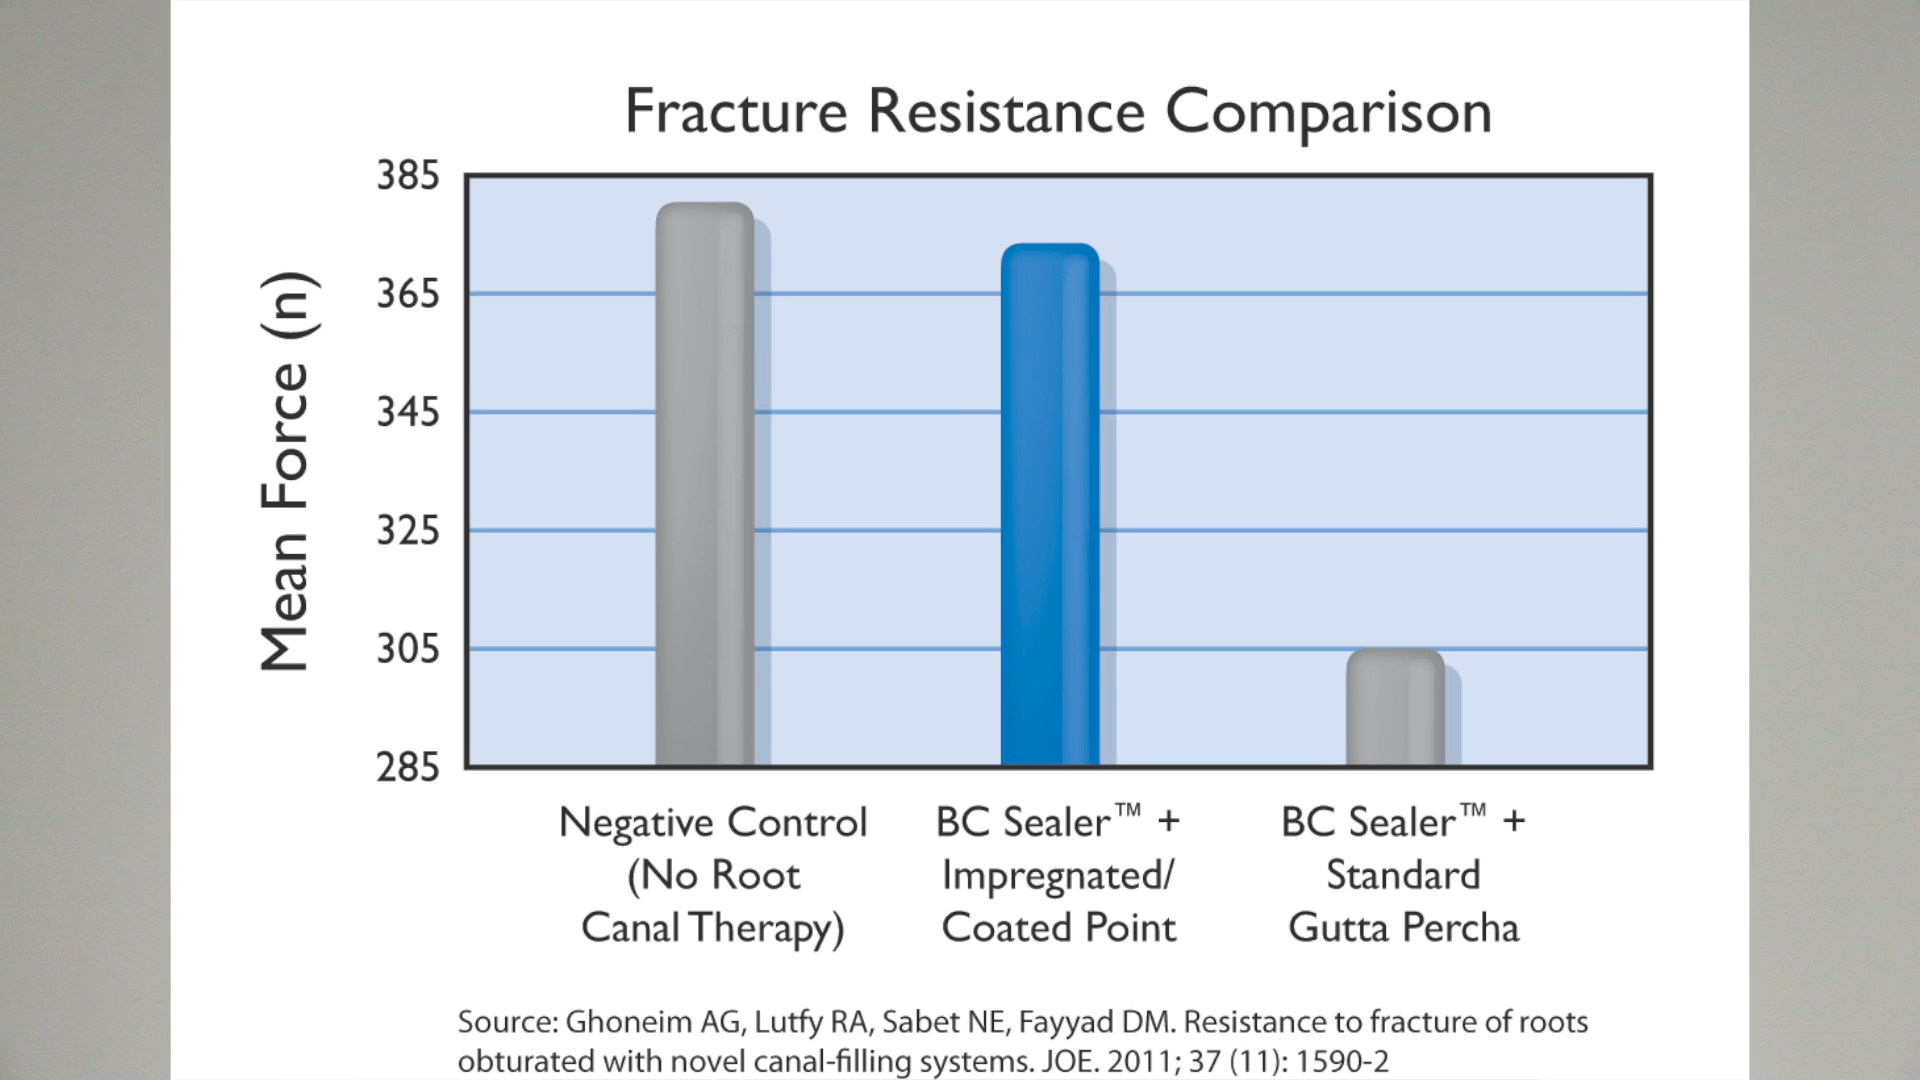 Fracture Resistance Comparison
385
365
345
325
305
285
Mean Force (n)
Negative Control
(No Root
Canal Therapy)
BC Sealer™ +
Impregnated/
Coated Point
BC Sealer™ +
Standard
Gutta Percha
Source: Ghoneim AG, Lutfy RA, Sabet NE, Fayyad DM. Resistance to fracture of roots
obturated with novel canal-filling systems. JOE. 2011; 37 (11): 1590-2